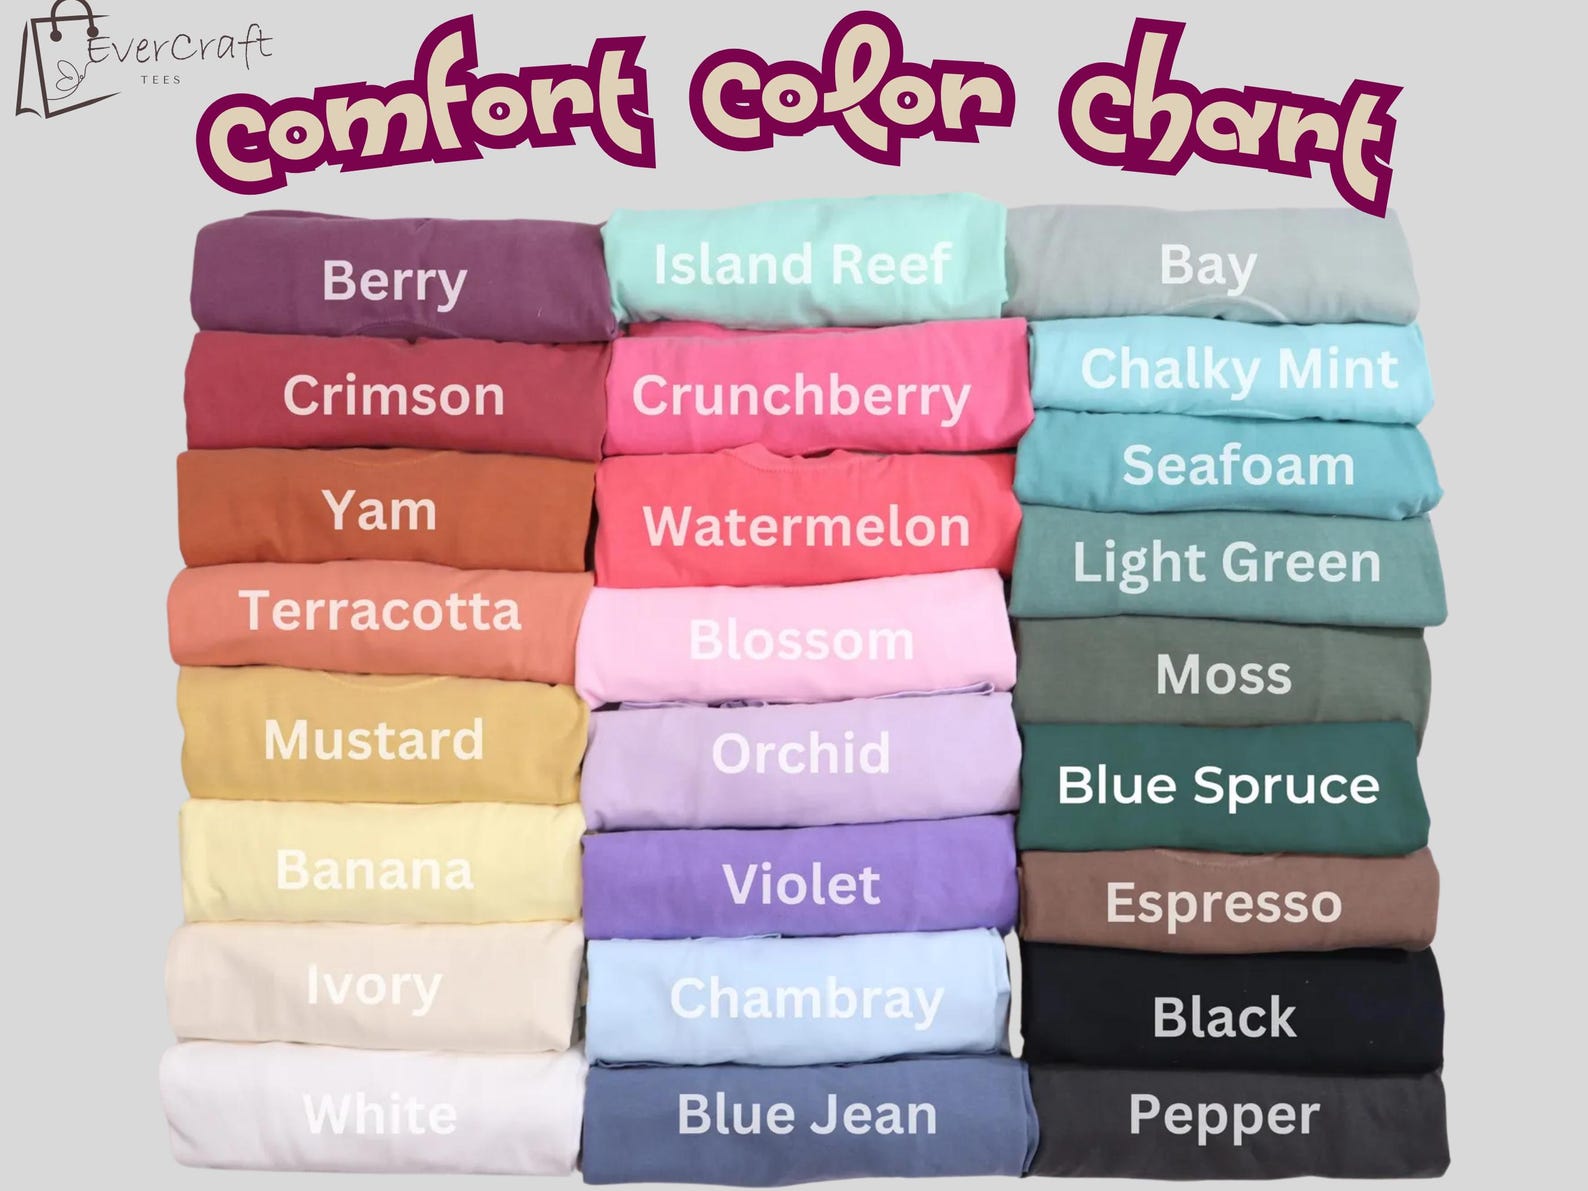 EverCraft
TEES
comfort color chart
Berry
Crimson
Yam
Terracotta
Mustard
Banana
Ivory
White
Island Reef
Crunchberry
Watermelon
Blossom
Orchid
Violet
Chambray
Blue Jean
Bay
Chalky Mint
Seafoam
Light Green
Moss
Blue Spruce
Espresso
Black
Pepper